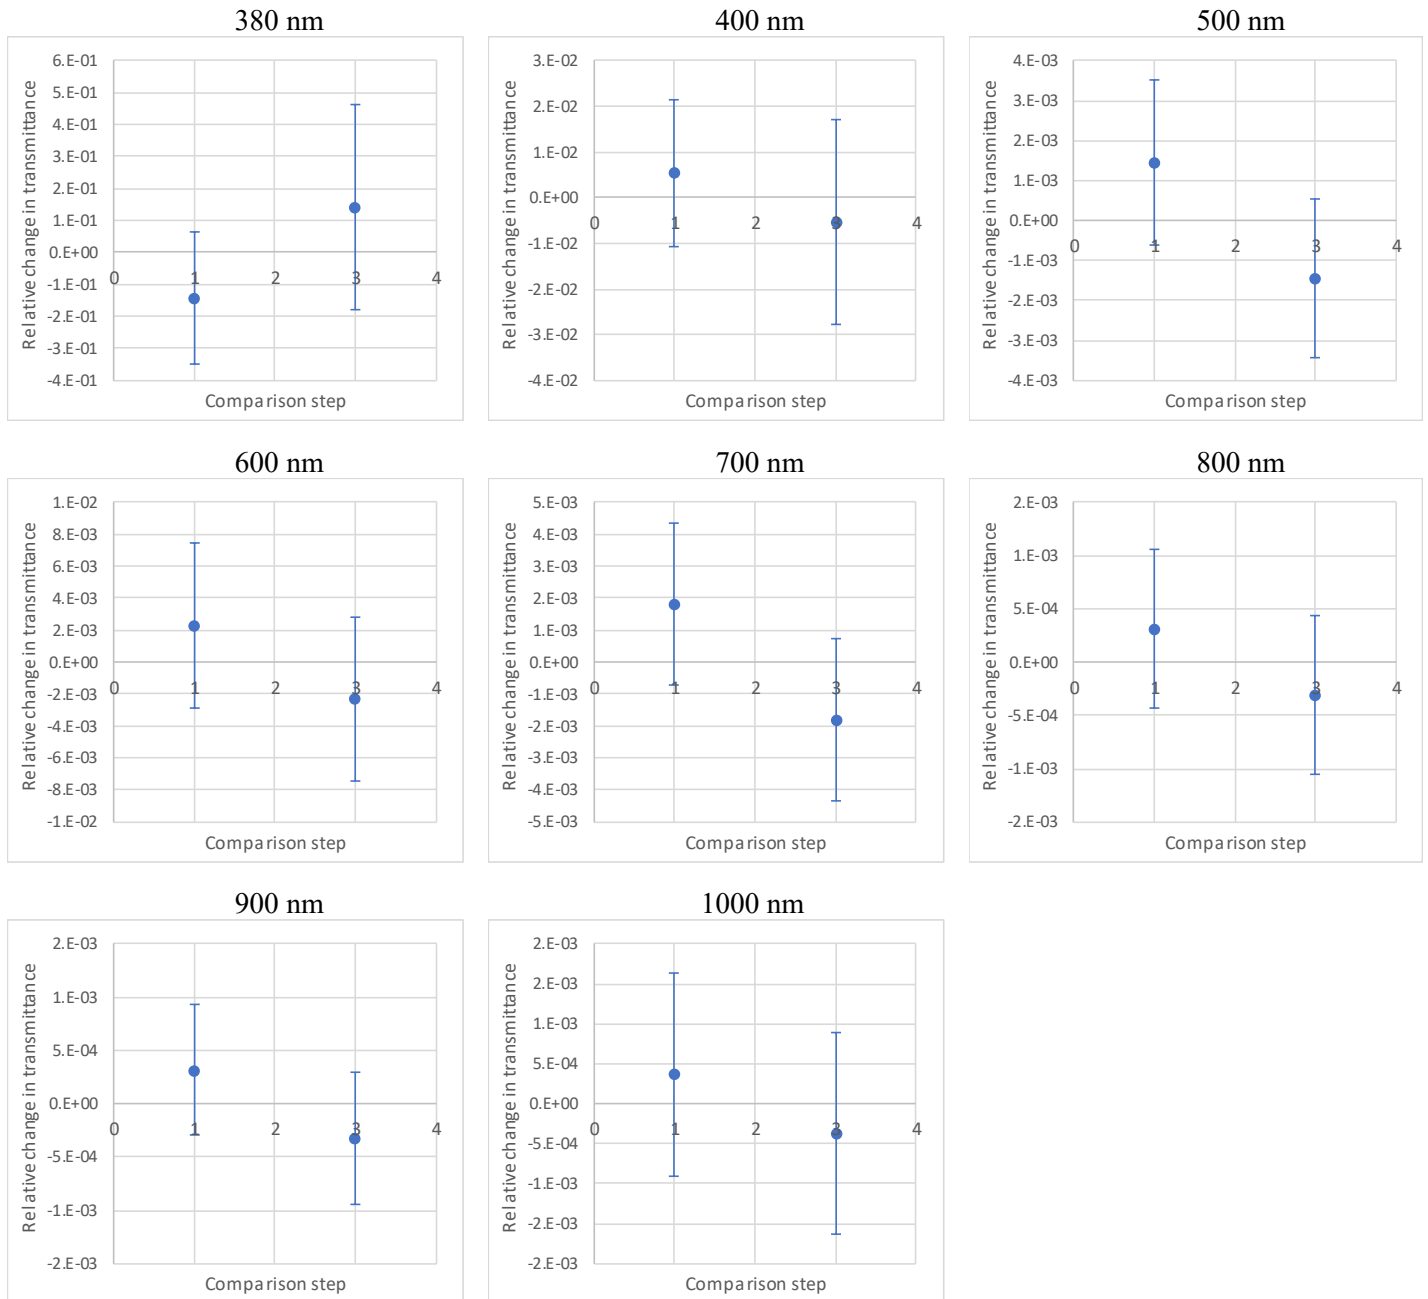 380 nm
6.E-01
5.E-01
4.E-01
3.E-01
2.E-01
1.E-01
0.E+00
-1.E-01
-2.E-01
-3.E-01
-4.E-01
0 1 2 3 4
Relative change in transmittance
Comparison step
400 nm
3.E-02
2.E-02
1.E-02
0.E+00
-1.E-02
-2.E-02
-3.E-02
-4.E-02
0 1 2 3 4
Relative change in transmittance
Comparison step
500 nm
4.E-03
3.E-03
2.E-03
1.E-03
0.E+00
-1.E-03
-2.E-03
-3.E-03
-4.E-03
0 1 2 3 4
Relative change in transmittance
Comparison step
600 nm
1.E-02
8.E-03
6.E-03
4.E-03
2.E-03
0.E+00
-2.E-03
-4.E-03
-6.E-03
-8.E-03
-1.E-02
0 1 2 3 4
Relative change in transmittance
Comparison step
700 nm
5.E-03
4.E-03
3.E-03
2.E-03
1.E-03
0.E+00
-1.E-03
-2.E-03
-3.E-03
-4.E-03
-5.E-03
0 1 2 3 4
Relative change in transmittance
Comparison step
800 nm
2.E-03
1.E-03
5.E-04
0.E+00
-5.E-04
-1.E-03
-2.E-03
0 1 2 3 4
Relative change in transmittance
Comparison step
900 nm
2.E-03
1.E-03
5.E-04
0.E+00
-5.E-04
-1.E-03
-2.E-03
0 1 2 3 4
Relative change in transmittance
Comparison step
1000 nm
2.E-03
2.E-03
1.E-03
5.E-04
0.E+00
-5.E-04
-1.E-03
-2.E-03
-2.E-03
0 1 2 3 4
Relative change in transmittance
Comparison step